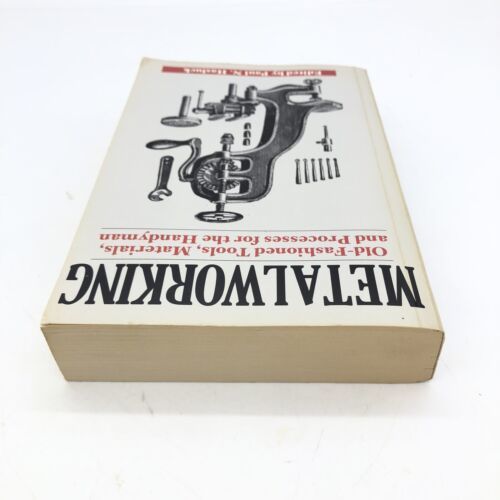 METALWORKING
Old-Fashioned Tools, Materials,
and Processes for the Handyman
Edited by Paul N. Hasluck